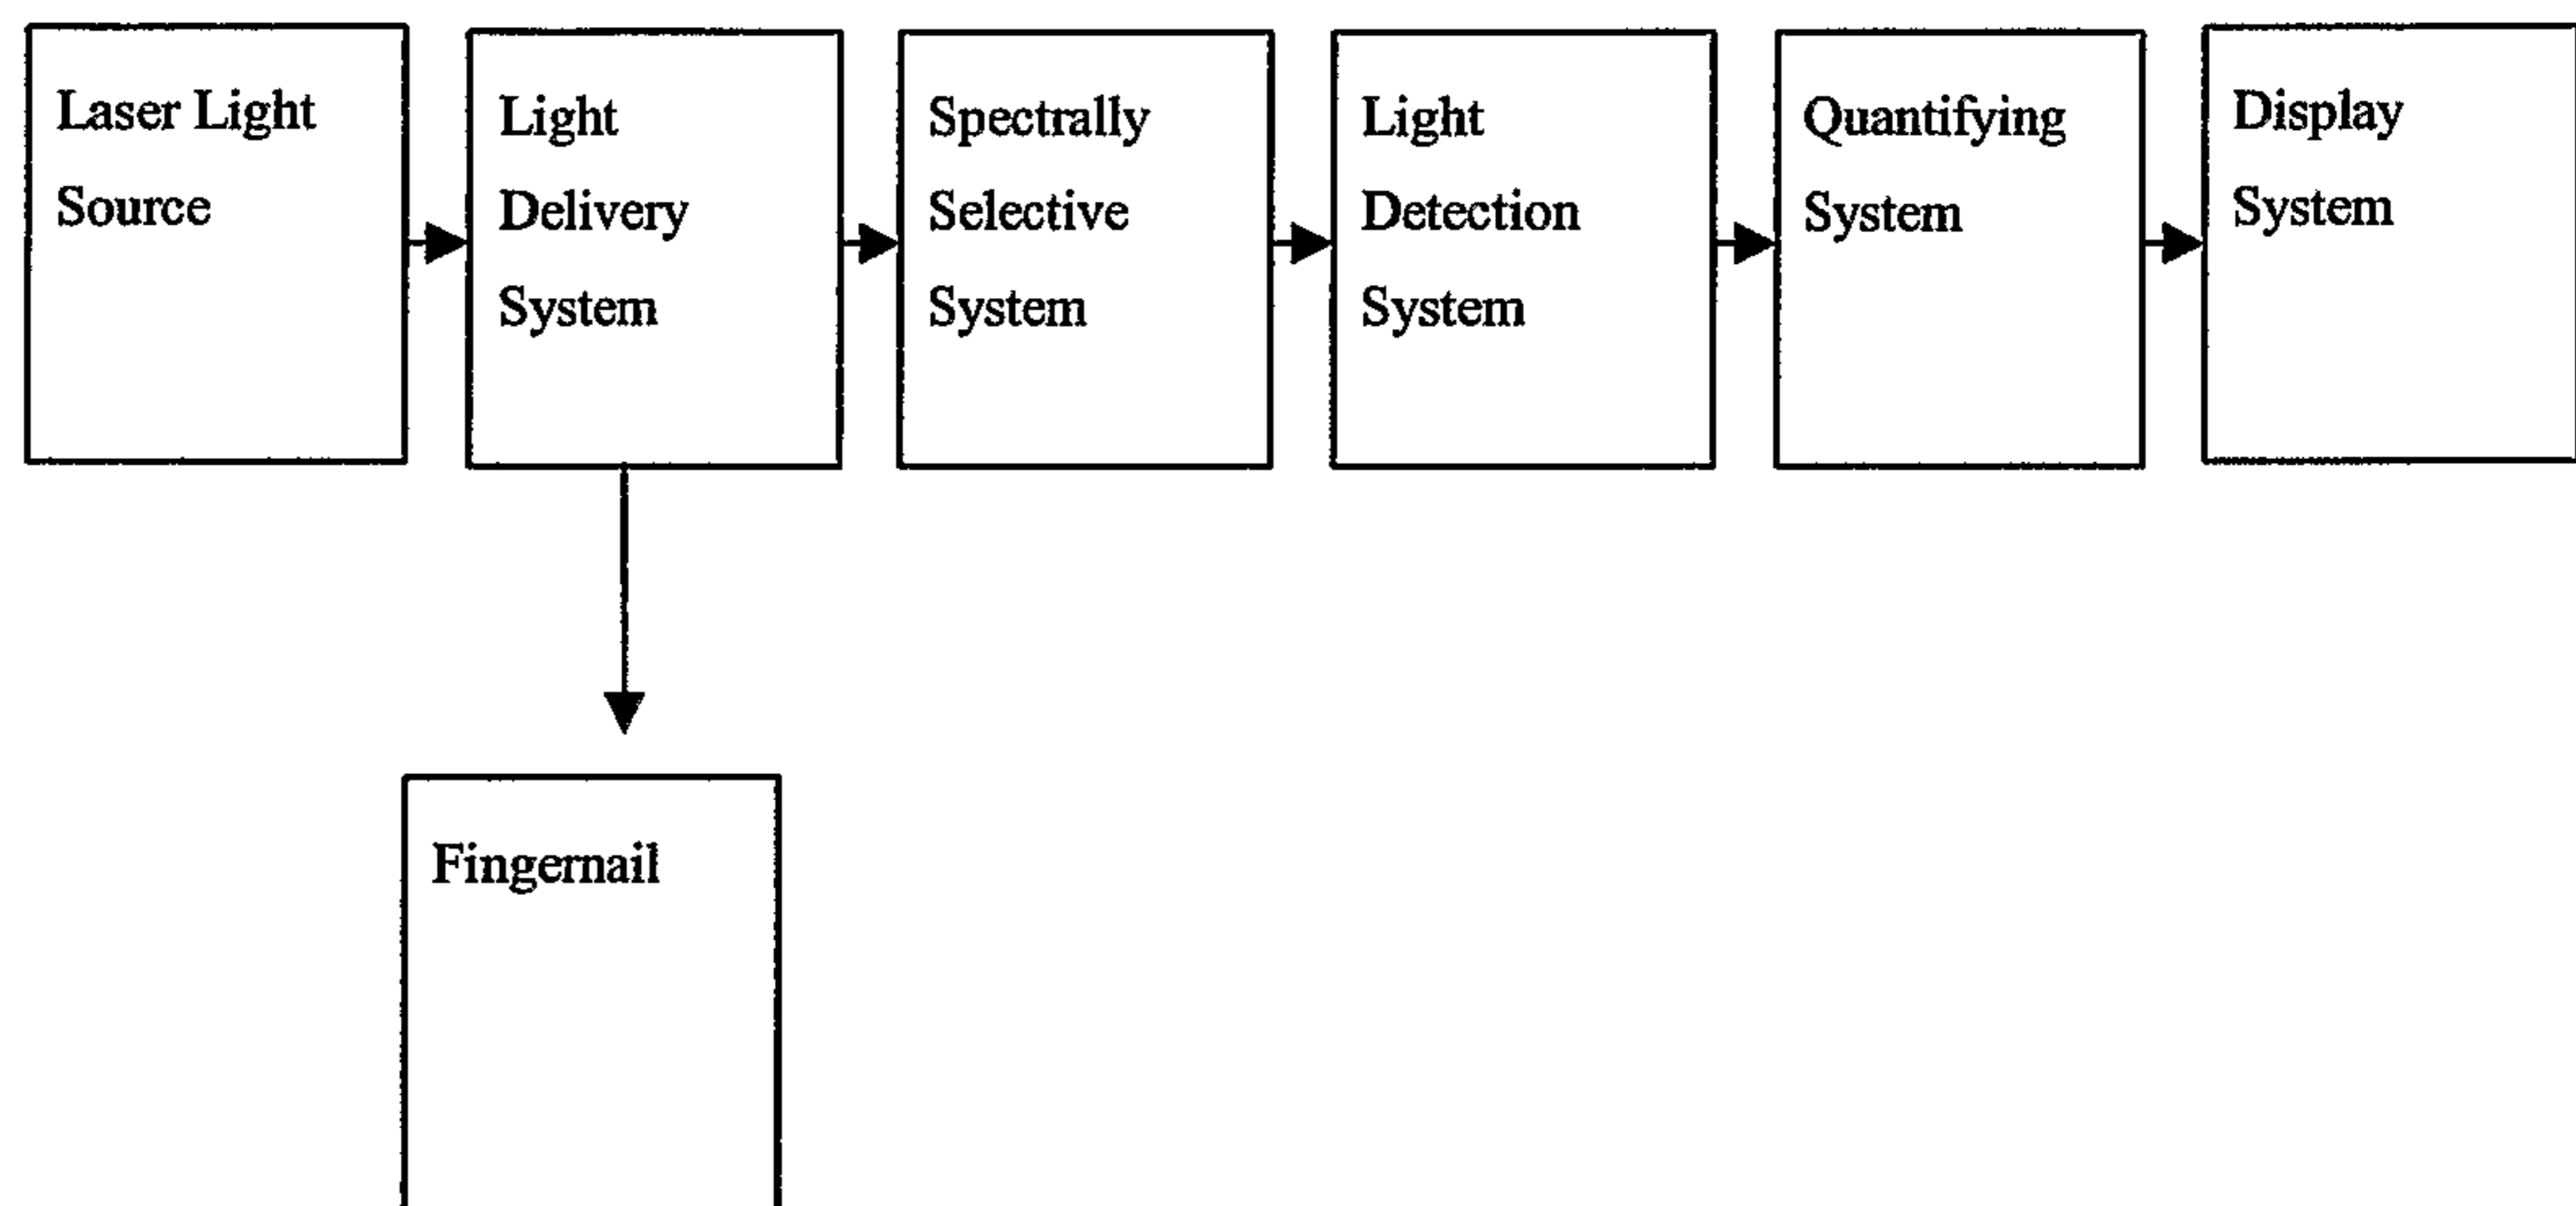 Laser Light
Source
Light
Delivery
System
Spectrally
Selective
System
Light
Detection
System
Quantifying
System
Display
System
Fingernail